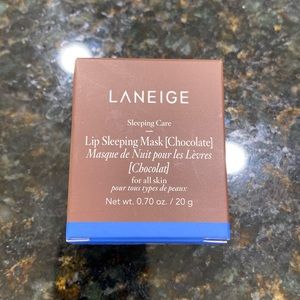 LANEIGE
Sleeping Care
Lip Sleeping Mask [Chocolate]
Masque de Nuit pour les Lèvres
[Chocolat]
for all skin
pour tous types de peaux
Net wt. 0.70 oz. / 20 g